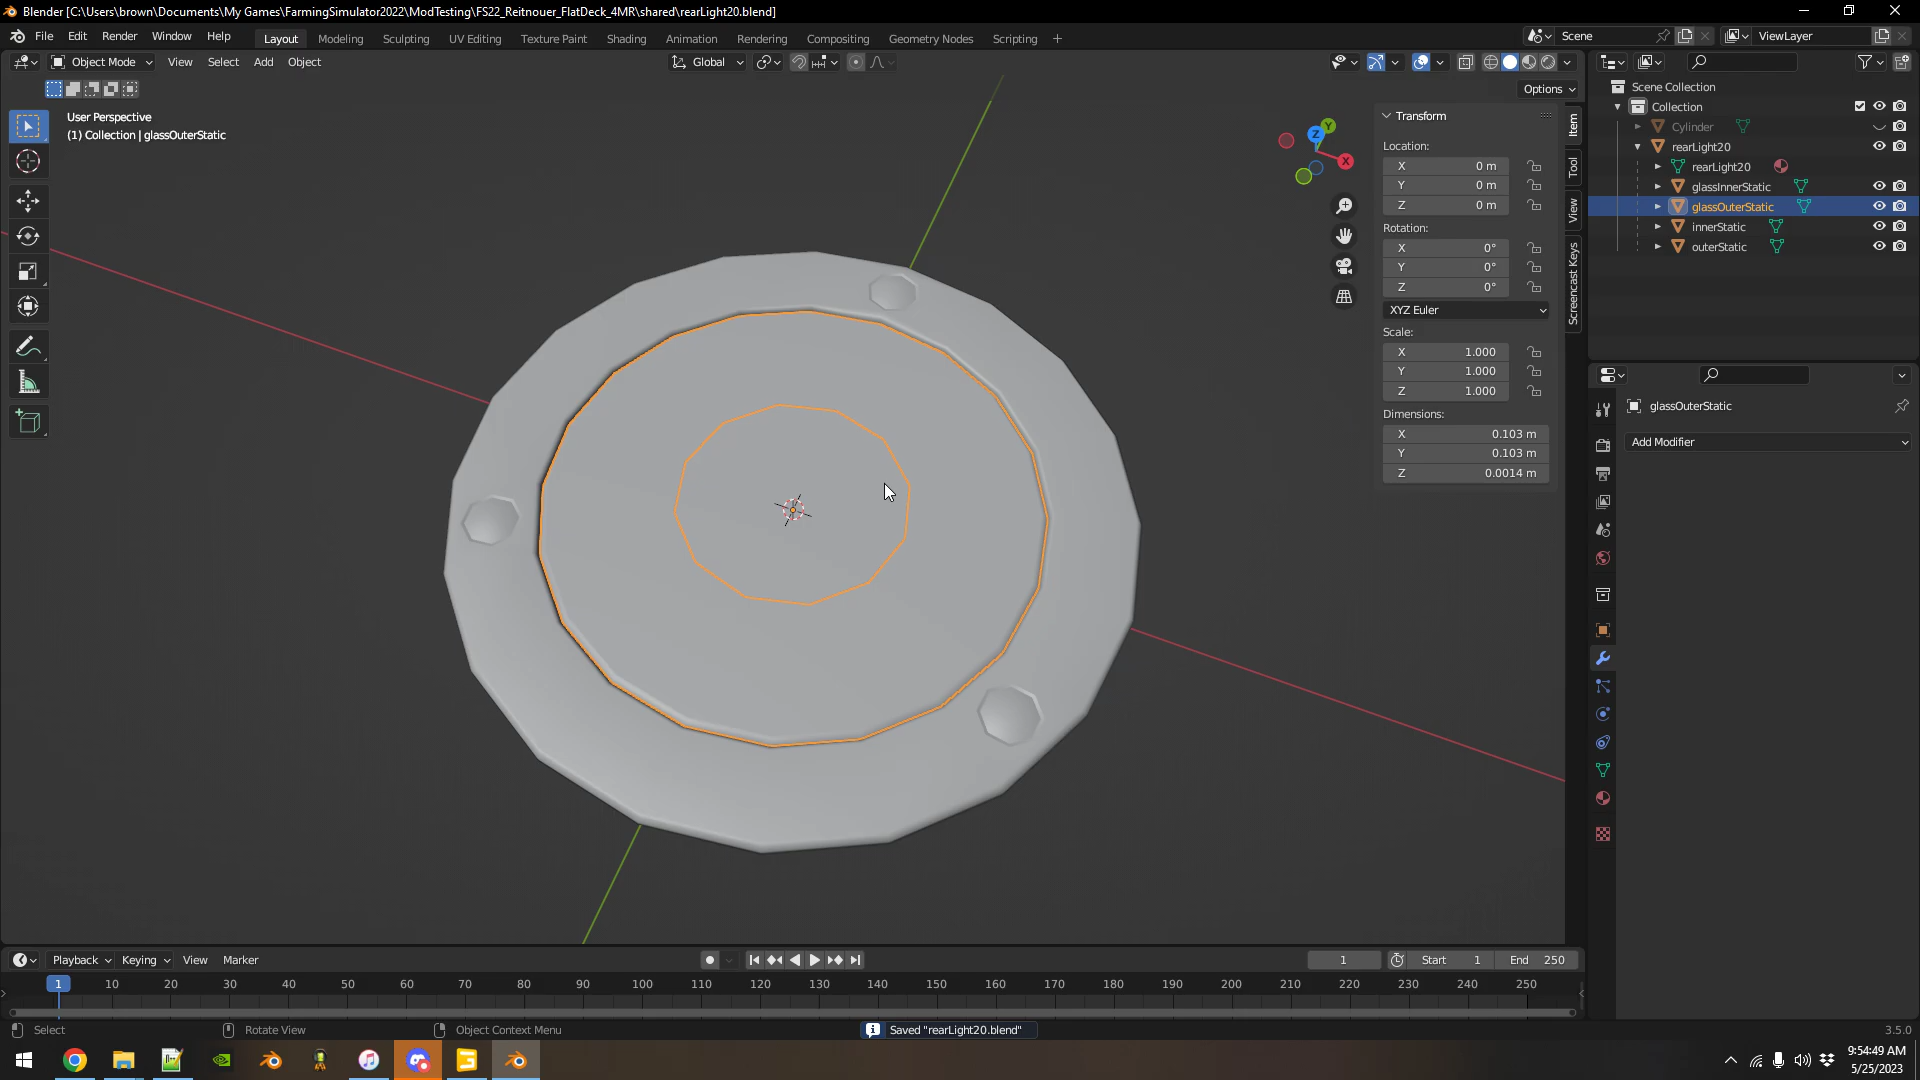 Blender [C:\Users\brown\Documents\My Games\FarmingSimulator2022\ModTesting\FS22_Reitnouer_FlatDeck_4MR\shared\rearLight20.blend]
File Edit Render Window Help Layout Modeling Sculpting UV Editing Texture Paint Shading Animation Rendering Compositing Geometry Nodes Scripting + Scene ViewLayer
Object Mode View Select Add Object Global
Options
User Perspective
(1) Collection | glassOuterStatic
Scene Collection
Collection
Cylinder
rearLight20
rearLight20
glassInnerStatic
glassOuterStatic
innerStatic
outerStatic
Z
Y
X
Transform
Location:
X 0 m
Y 0 m
Z 0 m
Rotation:
X 0°
Y 0°
Z 0°
XYZ Euler
Scale:
X 1.000
Y 1.000
Z 1.000
Dimensions:
X 0.103 m
Y 0.103 m
Z 0.0014 m
Item
Tool
View
Screencast Keys
glassOuterStatic
Add Modifier
Playback Keying View Marker 1 Start 1 End 250
1 10 20 30 40 50 60 70 80 90 100 110 120 130 140 150 160 170 180 190 200 210 220 230 240 250
Select Rotate View Object Context Menu Saved "rearLight20.blend" 3.5.0
9:54:49 AM
5/25/2023